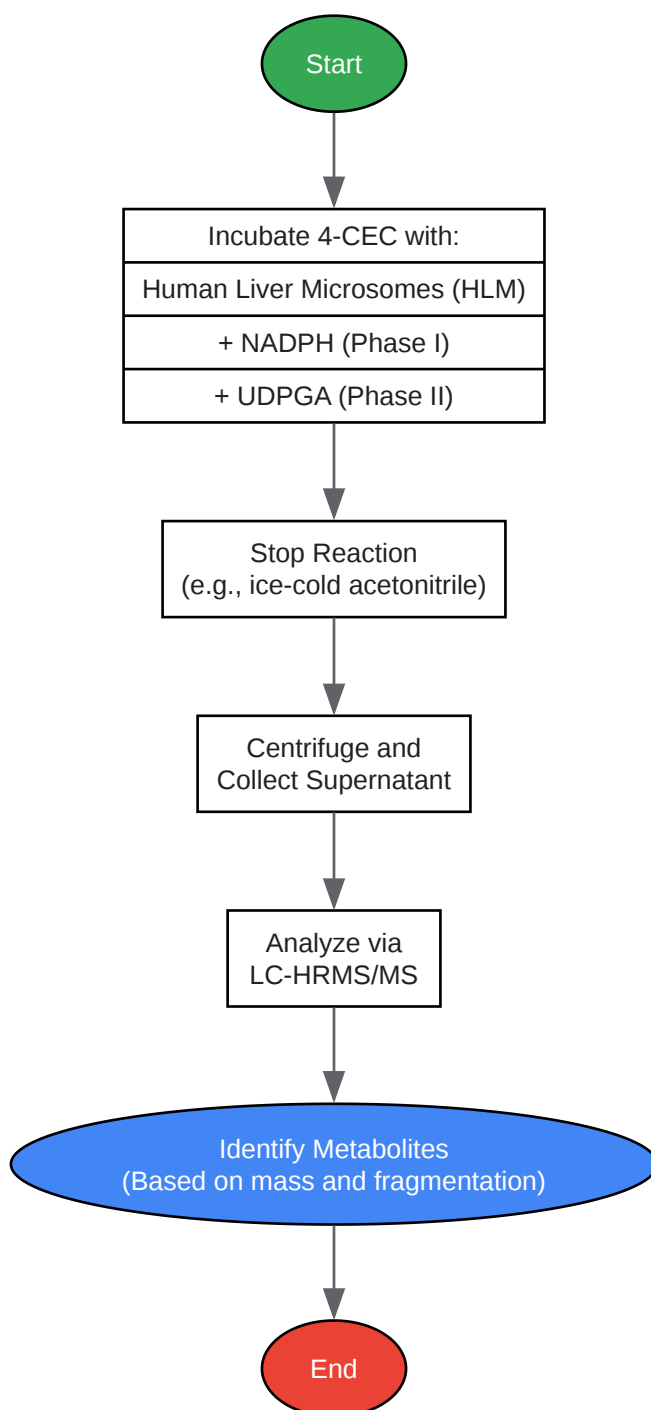 Start
Incubate 4-CEC with:
Human Liver Microsomes (HLM)
+ NADPH (Phase I)
+ UDPGA (Phase II)
Stop Reaction
(e.g., ice-cold acetonitrile)
Centrifuge and
Collect Supernatant
Analyze via
LC-HRMS/MS
Identify Metabolites
(Based on mass and fragmentation)
End